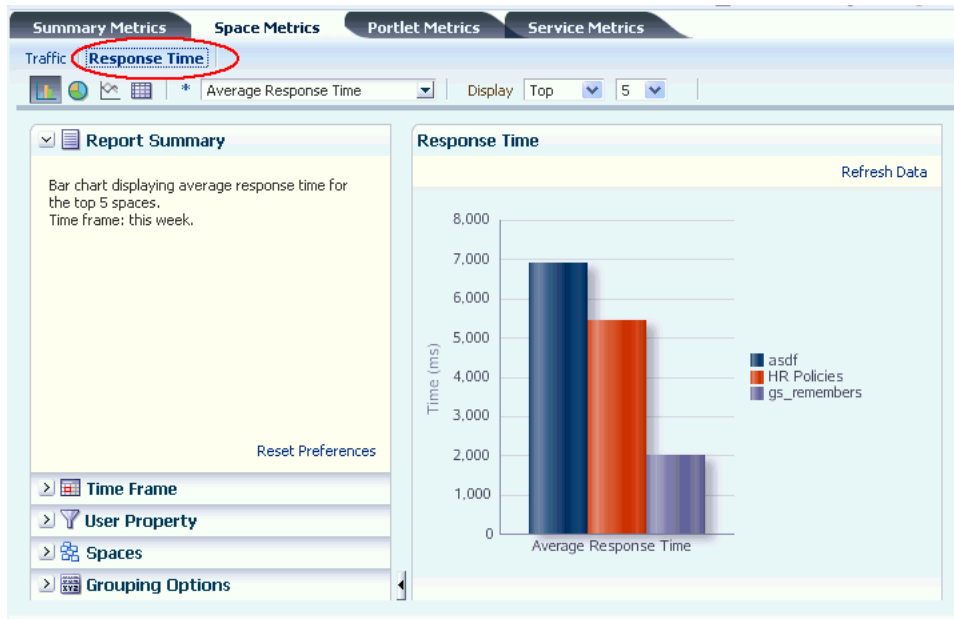 Summary Metrics
Space Metrics
Portlet Metrics
Service Metrics
Traffic
Response Time
* Average Response Time
Display Top 5
Report Summary
Bar chart displaying average response time for
the top 5 spaces.
Time frame: this week.
Reset Preferences
Time Frame
User Property
Spaces
Grouping Options
Response Time
Refresh Data
8,000
7,000
6,000
5,000
4,000
3,000
2,000
1,000
0
Time (ms)
Average Response Time
asdf
HR Policies
gs_remembers